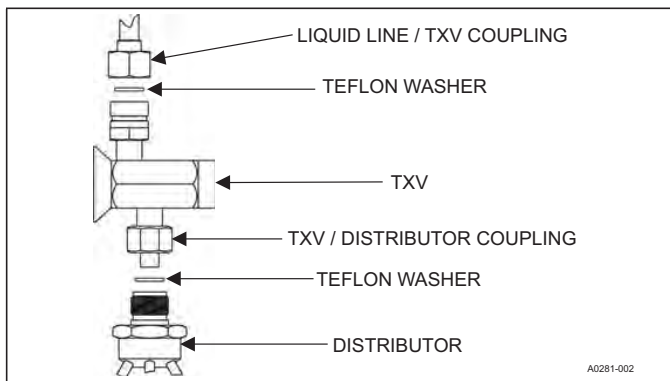 LIQUID LINE / TXV COUPLING
TEFLON WASHER
TXV
TXV / DISTRIBUTOR COUPLING
TEFLON WASHER
DISTRIBUTOR
A0281-002